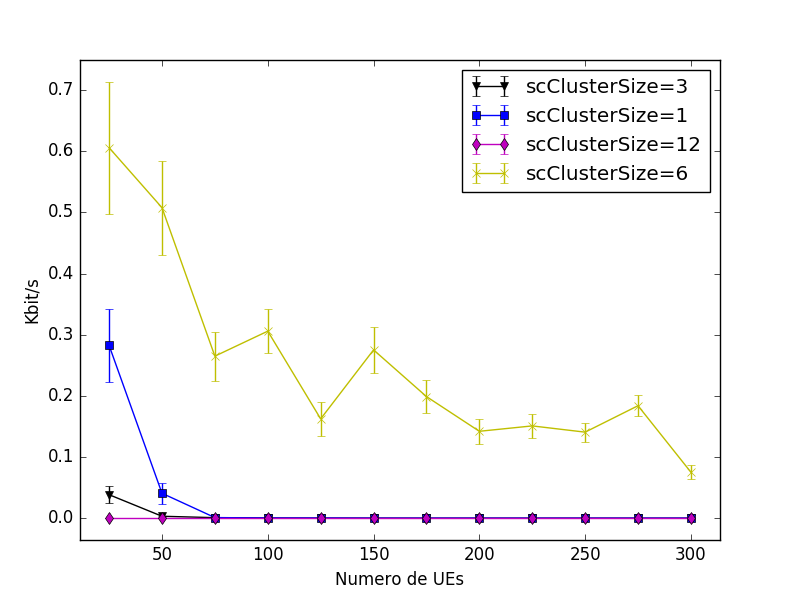 scClusterSize=3
scClusterSize=1
scClusterSize=12
scClusterSize=6
0.7
0.6
0.5
0.4
0.3
0.2
0.1
0.0
Kbit/s
50 100 150 200 250 300
Numero de UEs